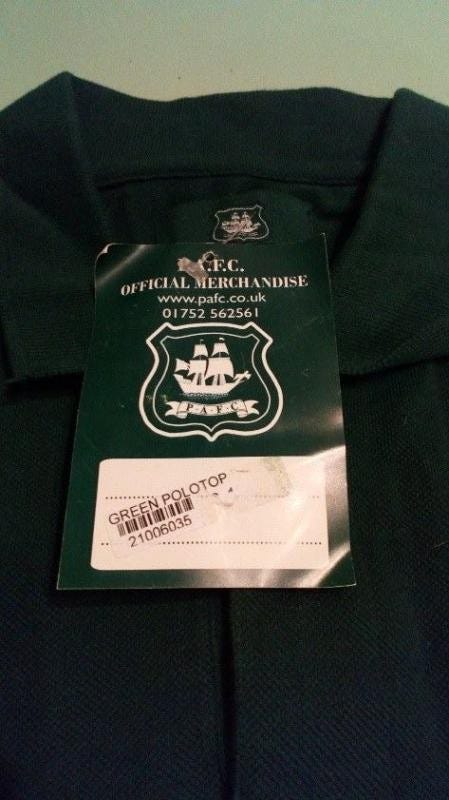 P.A.F.C.
OFFICIAL MERCHANDISE
www.pafc.co.uk
01752 562561
P·A·F·C
GREEN POLOTOP
21006035